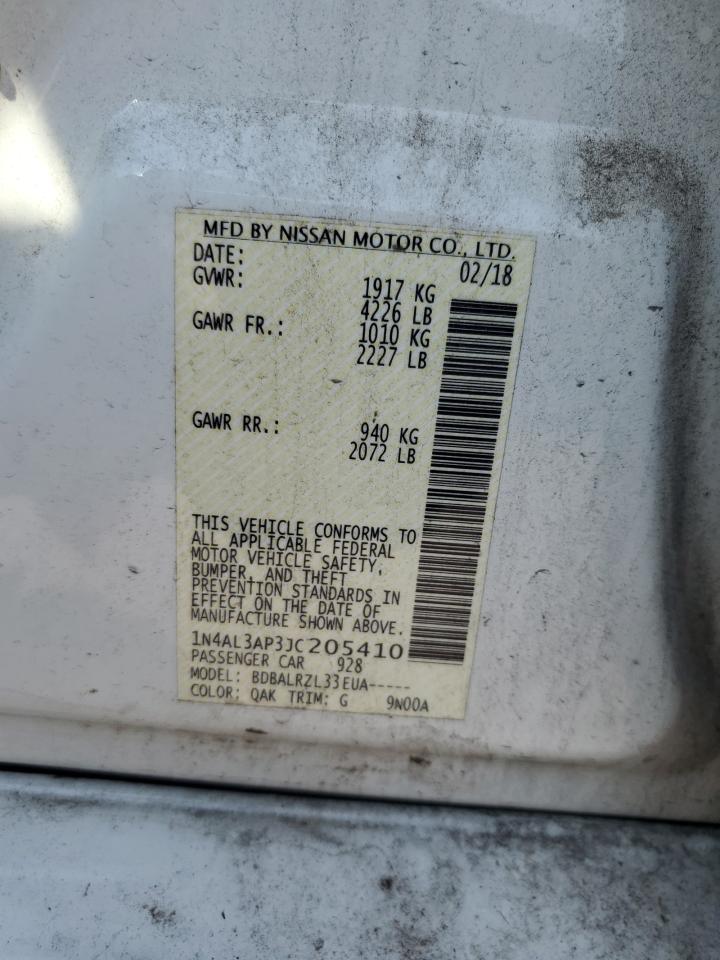 MFD BY NISSAN MOTOR CO., LTD.
DATE: 02/18
GVWR: 1917 KG
4226 LB
GAWR FR.: 1010 KG
2227 LB
GAWR RR.: 940 KG
2072 LB
THIS VEHICLE CONFORMS TO
ALL APPLICABLE FEDERAL
MOTOR VEHICLE SAFETY,
BUMPER, AND THEFT
PREVENTION STANDARDS IN
EFFECT ON THE DATE OF
MANUFACTURE SHOWN ABOVE.
1N4AL3AP3JC205410
PASSENGER CAR 928
MODEL: BDBALRZL33EUA-----
COLOR: QAK TRIM: G 9N00A